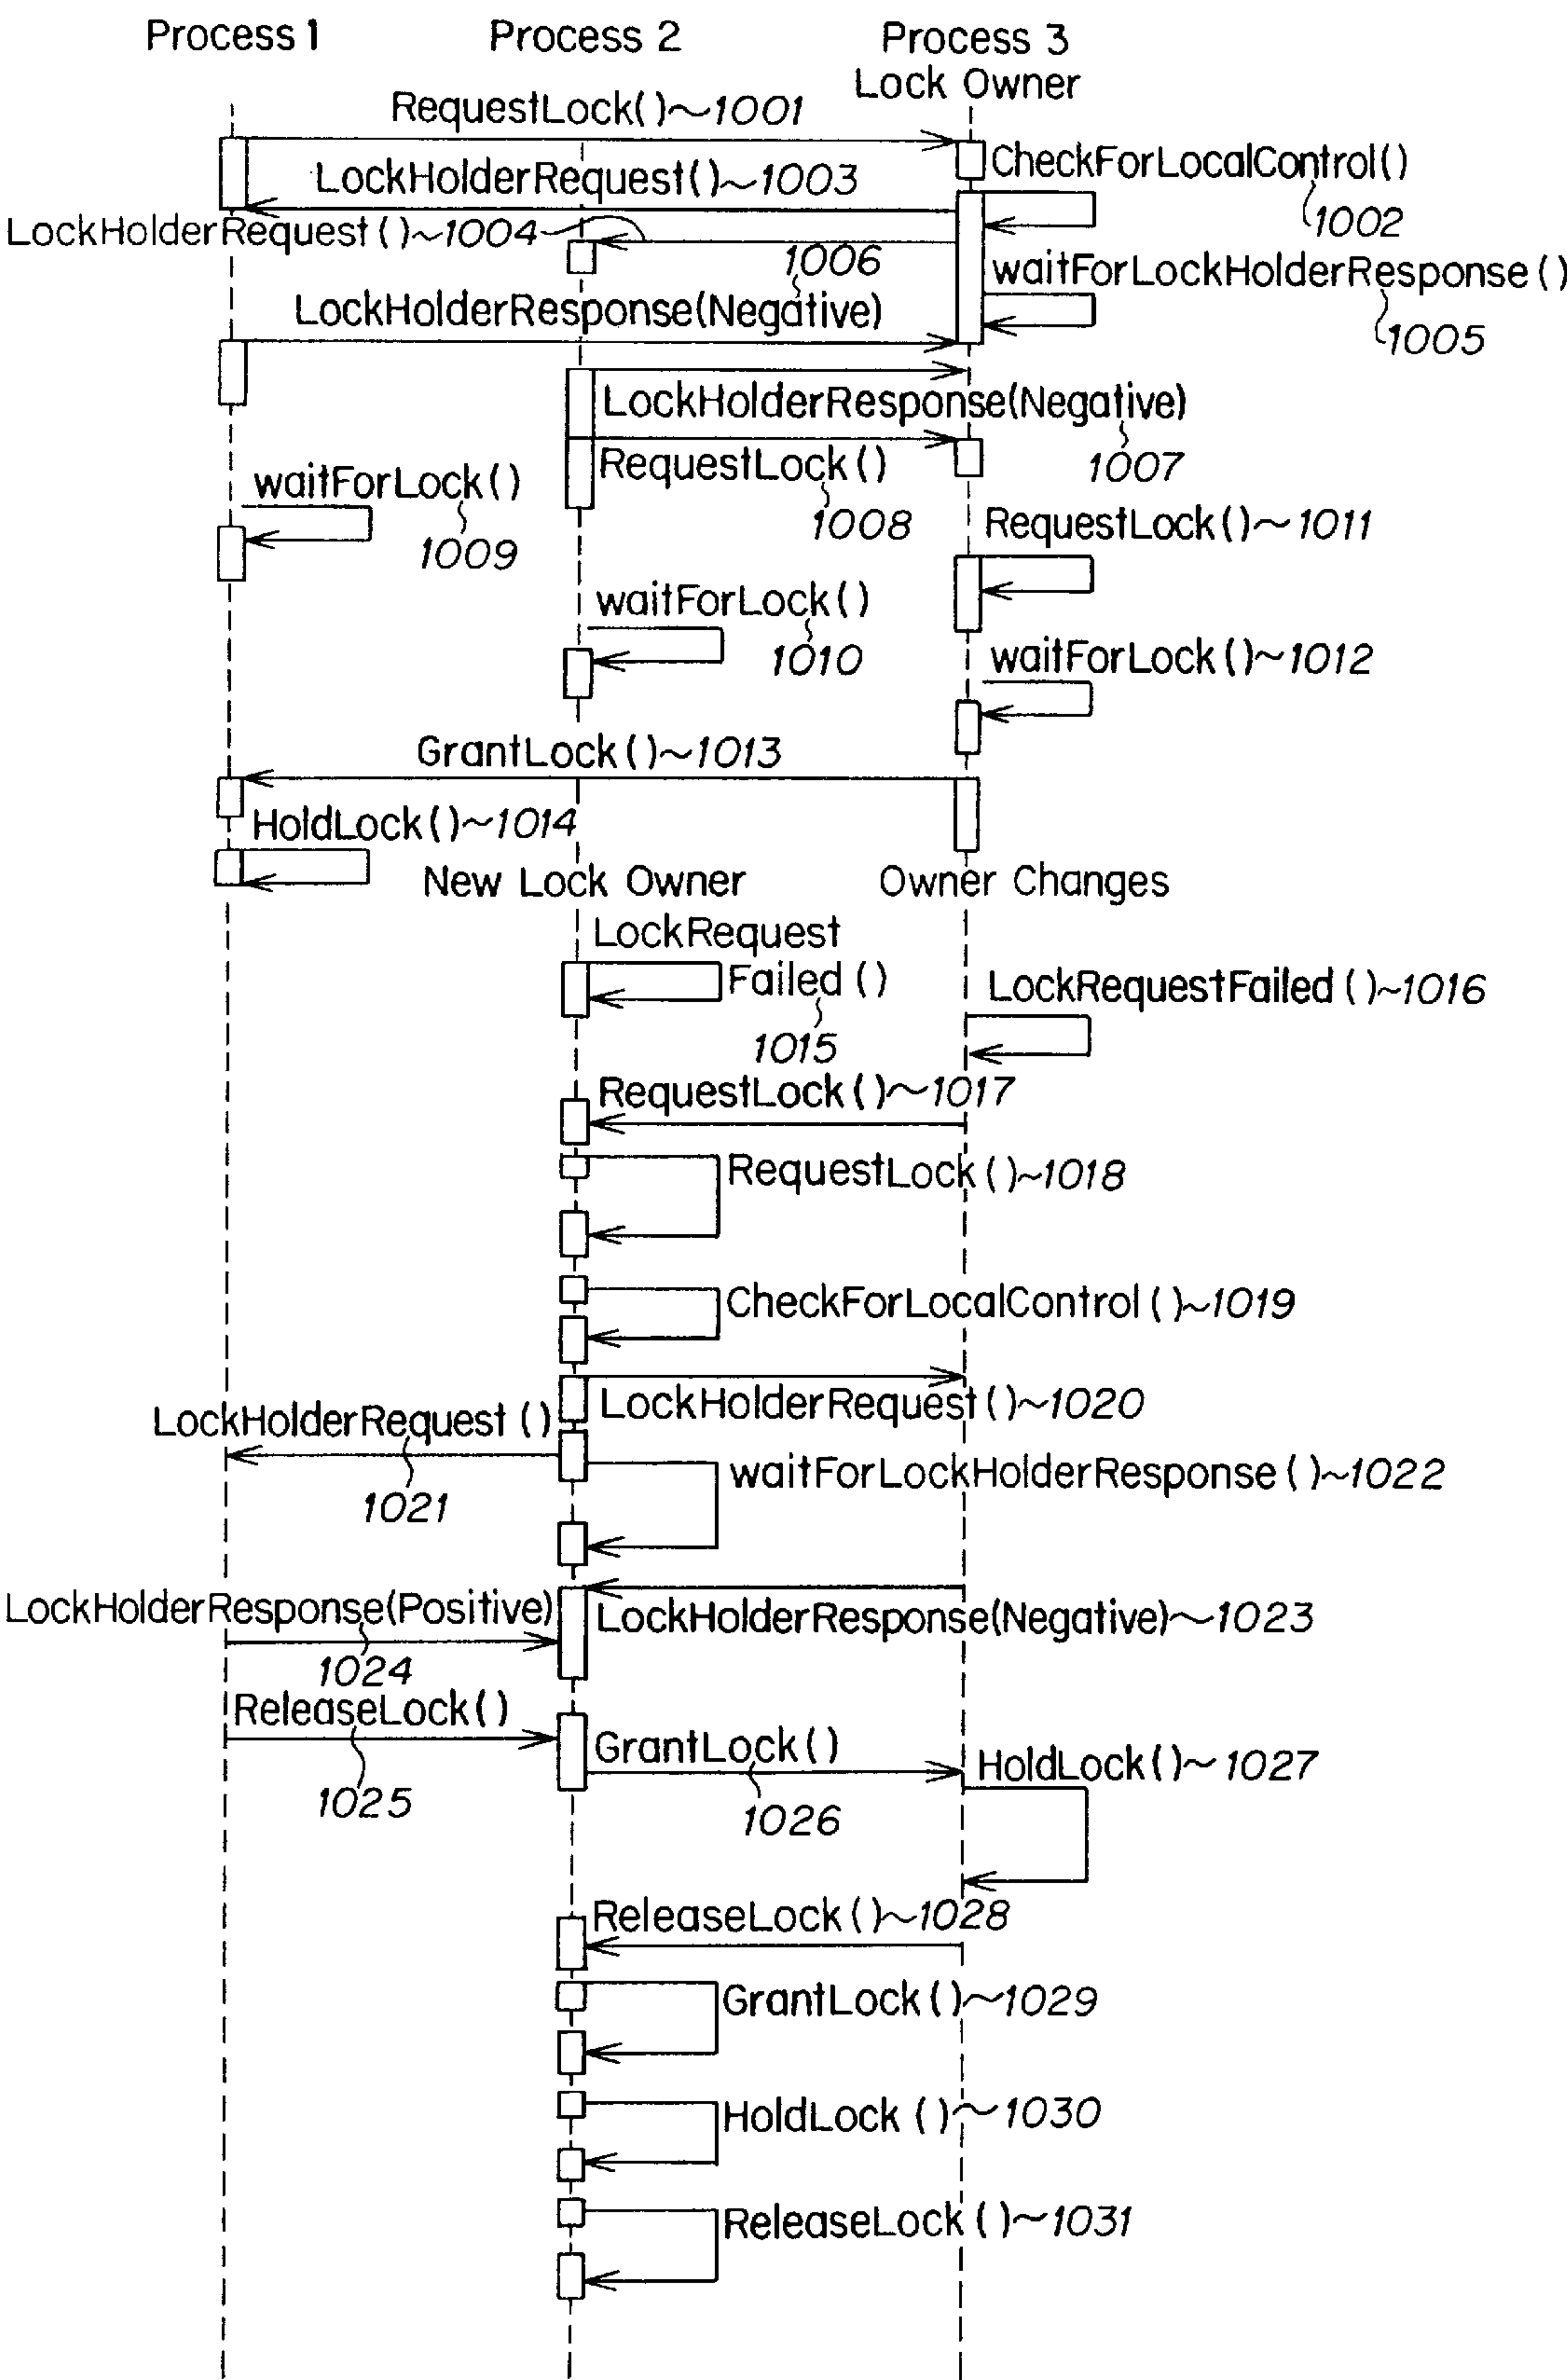 Process 1
Process 2
Process 3
Lock Owner
RequestLock()~1001
CheckForLocalControl()
LockHolderRequest()~1003
1002
LockHolderRequest()~1004
1006
waitForLockHolderResponse()
LockHolderResponse(Negative)
1005
LockHolderResponse(Negative)
1007
RequestLock()
1008
waitForLock()
1009
RequestLock()~1011
waitForLock()
1010
waitForLock()~1012
GrantLock()~1013
HoldLock()~1014
New Lock Owner
Owner Changes
LockRequest
Failed()
1015
LockRequestFailed()~1016
RequestLock()~1017
RequestLock()~1018
CheckForLocalControl()~1019
LockHolderRequest()~1020
LockHolderRequest()
1021
waitForLockHolderResponse()~1022
LockHolderResponse(Positive)
1024
LockHolderResponse(Negative)~1023
ReleaseLock()
1025
GrantLock()
1026
HoldLock()~1027
ReleaseLock()~1028
GrantLock()~1029
HoldLock()~1030
ReleaseLock()~1031